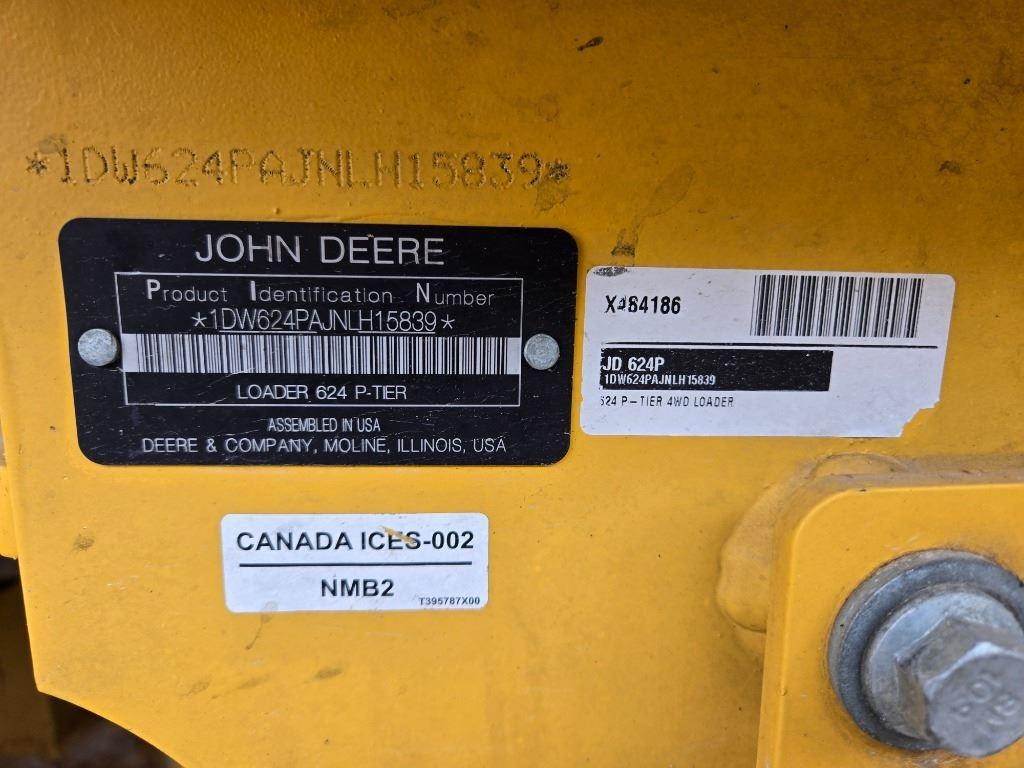 *1DW624PAJNLH15839*
JOHN DEERE
Product Identification Number
*1DW624PAJNLH15839*
LOADER 624 P-TIER
ASSEMBLED IN USA
DEERE & COMPANY, MOLINE, ILLINOIS, USA
X484186
JD 624P
1DW624PAJNLH15839
624 P-TIER 4WD LOADER
CANADA ICES-002
NMB2
T395787X00